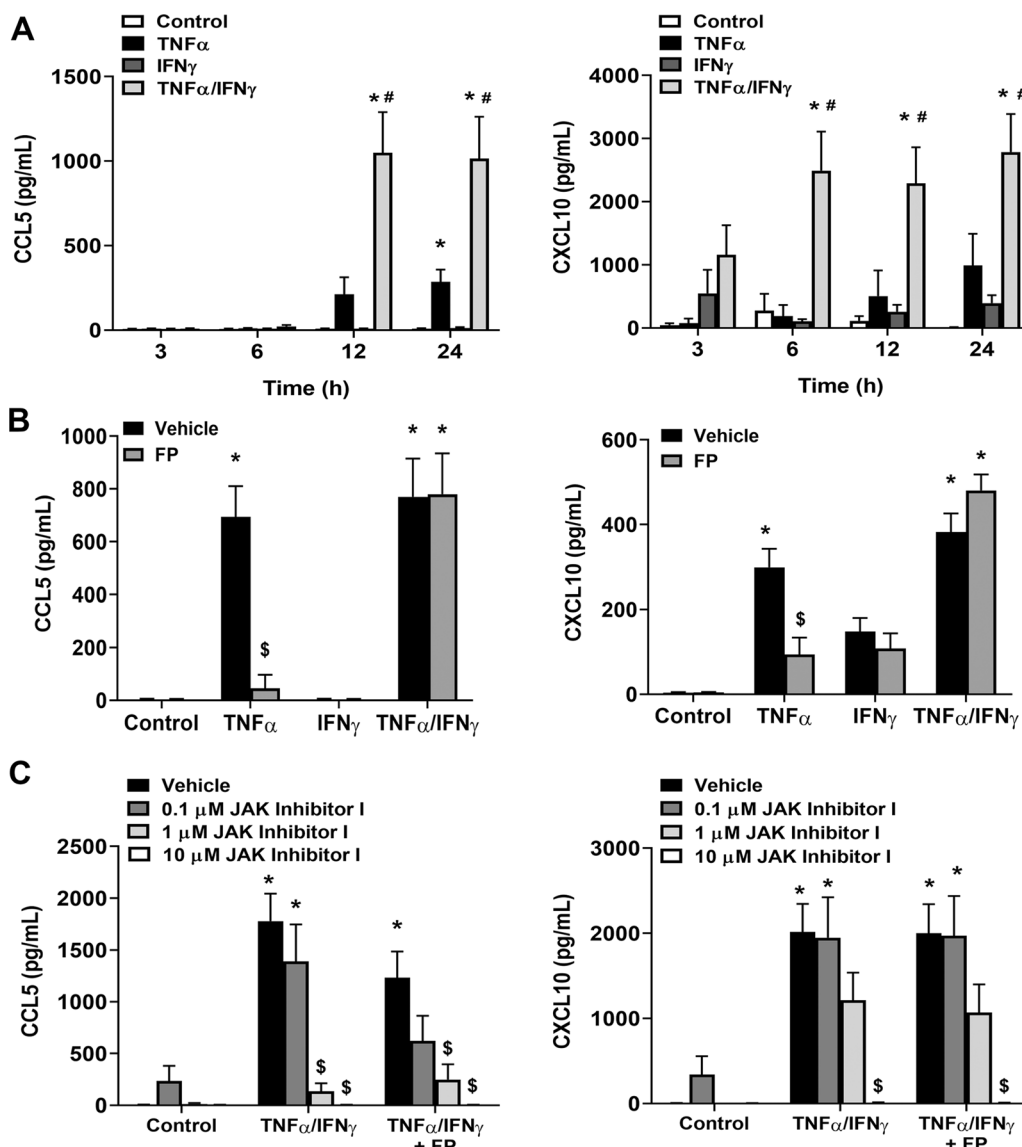 A
Control
TNFα
IFNγ
TNFα/IFNγ
1500
1000
500
0
CCL5 (pg/mL)
* #
*
* #
3 6 12 24
Time (h)
Control
TNFα
IFNγ
TNFα/IFNγ
4000
3000
2000
1000
0
CXCL10 (pg/mL)
* #
* #
* #
3 6 12 24
Time (h)
B
Vehicle
FP
1000
800
600
400
200
0
CCL5 (pg/mL)
*
$
* *
Control TNFα IFNγ TNFα/IFNγ
Vehicle
FP
600
400
200
0
CXCL10 (pg/mL)
*
$
* *
Control TNFα IFNγ TNFα/IFNγ
C
Vehicle
0.1 μM JAK Inhibitor I
1 μM JAK Inhibitor I
10 μM JAK Inhibitor I
2500
2000
1500
1000
500
0
CCL5 (pg/mL)
* *
$ $
*
$ $
Control TNFα/IFNγ TNFα/IFNγ
+ FP
Vehicle
0.1 μM JAK Inhibitor I
1 μM JAK Inhibitor I
10 μM JAK Inhibitor I
3000
2000
1000
0
CXCL10 (pg/mL)
* *
$
* *
$
Control TNFα/IFNγ TNFα/IFNγ
+ FP